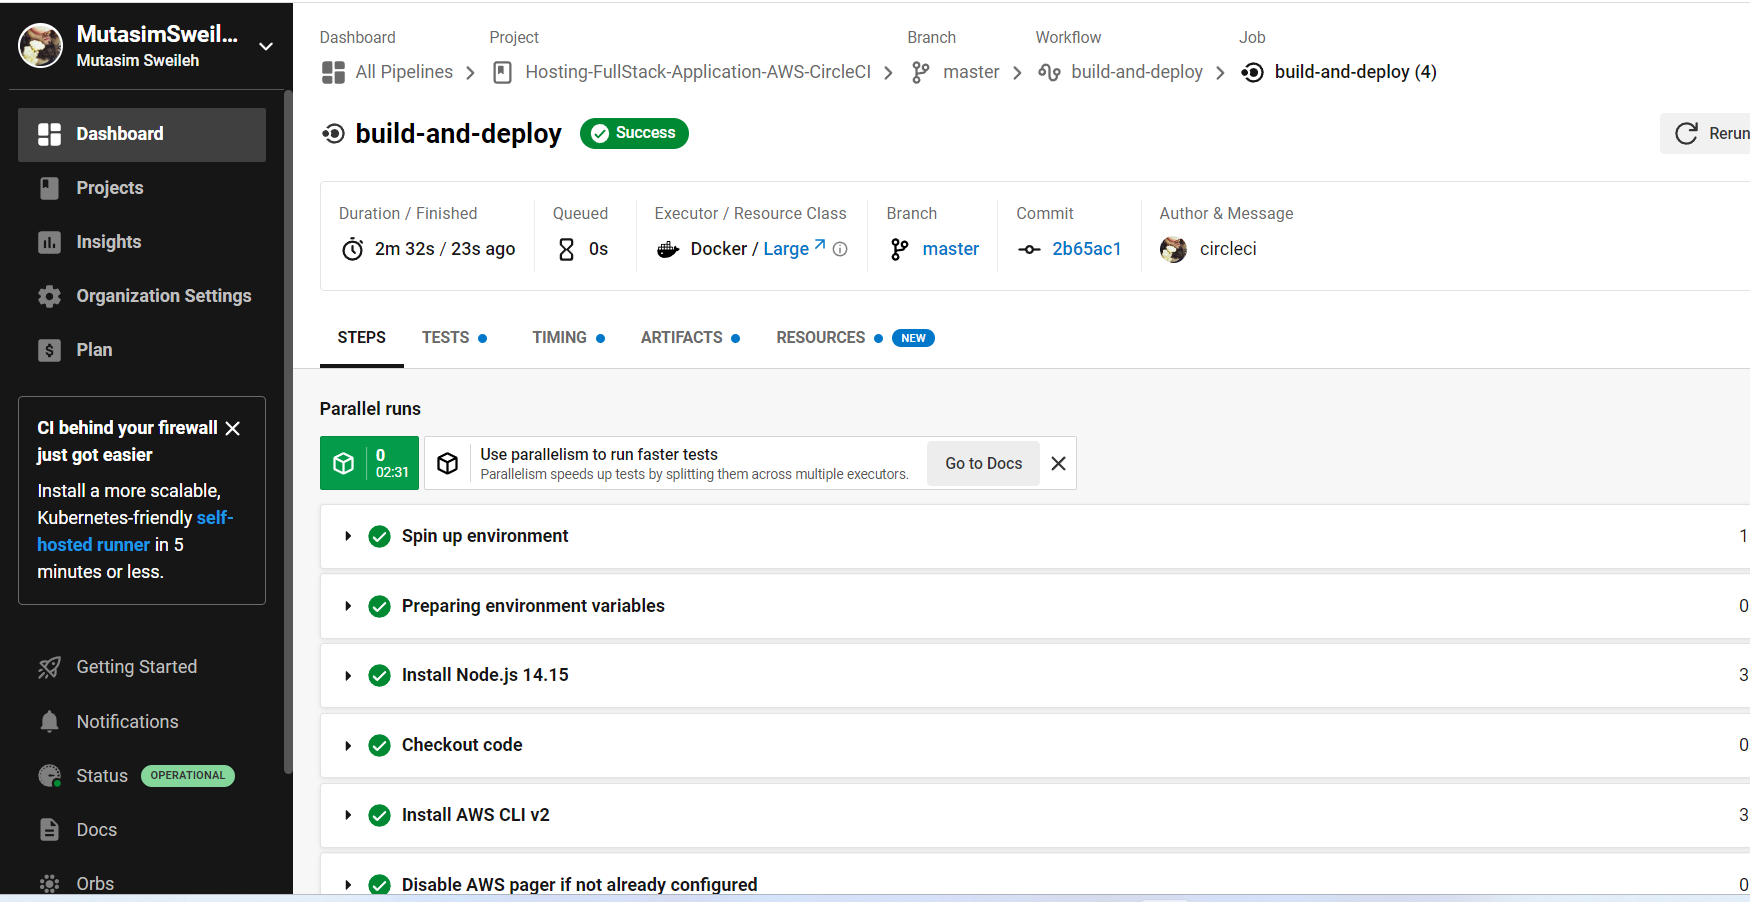 MutasimSweil...
Mutasim Sweileh
Dashboard
Projects
Insights
Organization Settings
Plan
CI behind your firewall
just got easier
Install a more scalable,
Kubernetes-friendly self-
hosted runner in 5
minutes or less.
Getting Started
Notifications
Status OPERATIONAL
Docs
Orbs
Dashboard Project Branch Workflow Job
All Pipelines Hosting-FullStack-Application-AWS-CircleCI master build-and-deploy build-and-deploy (4)
build-and-deploy Success
Rerun
Duration / Finished Queued Executor / Resource Class Branch Commit Author & Message
2m 32s / 23s ago 0s Docker / Large master 2b65ac1 circleci
STEPS TESTS TIMING ARTIFACTS RESOURCES NEW
Parallel runs
0
02:31
Use parallelism to run faster tests
Parallelism speeds up tests by splitting them across multiple executors.
Go to Docs
Spin up environment 1
Preparing environment variables 0
Install Node.js 14.15 3
Checkout code 0
Install AWS CLI v2 3
Disable AWS pager if not already configured 0